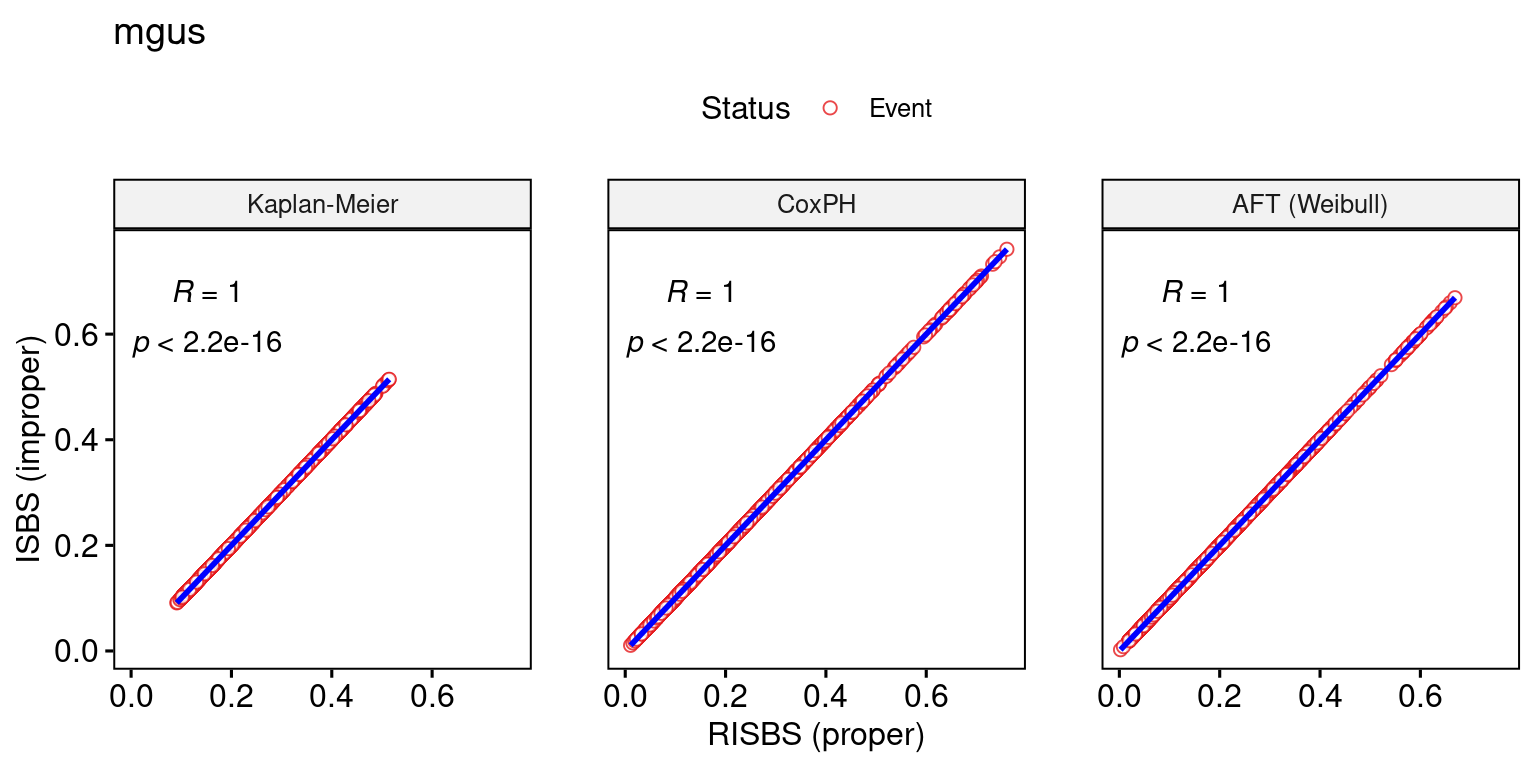 mgus
Status Event
Kaplan-Meier CoxPH AFT (Weibull)
R = 1 R = 1 R = 1
p < 2.2e-16 p < 2.2e-16 p < 2.2e-16
ISBS (improper)
0.6
0.4
0.2
0.0
0.0 0.2 0.4 0.6 0.0 0.2 0.4 0.6 0.0 0.2 0.4 0.6
RISBS (proper)